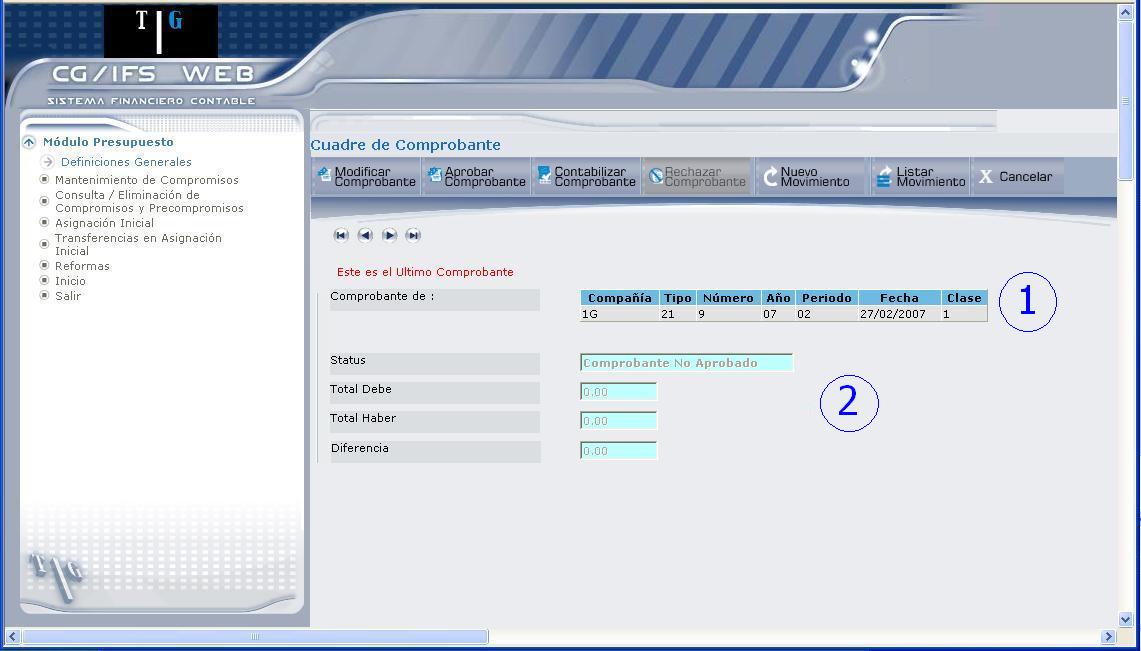 T G
CG/IFS WEB
SISTEMA FINANCIERO CONTABLE
Módulo Presupuesto
Definiciones Generales
Mantenimiento de Compromisos
Consulta / Eliminación de
Compromisos y Precompromisos
Asignación Inicial
Transferencias en Asignación
Inicial
Reformas
Inicio
Salir
T G
Cuadre de Comprobante
Modificar
Comprobante
Aprobar
Comprobante
Contabilizar
Comprobante
Rechazar
Comprobante
Nuevo
Movimiento
Listar
Movimiento
X Cancelar
Este es el Ultimo Comprobante
Comprobante de :
Compañía Tipo Número Año Periodo Fecha Clase
1G 21 9 07 02 27/02/2007 1
1
Status Comprobante No Aprobado
Total Debe 0.00
2
Total Haber 0.00
Diferencia 0.00